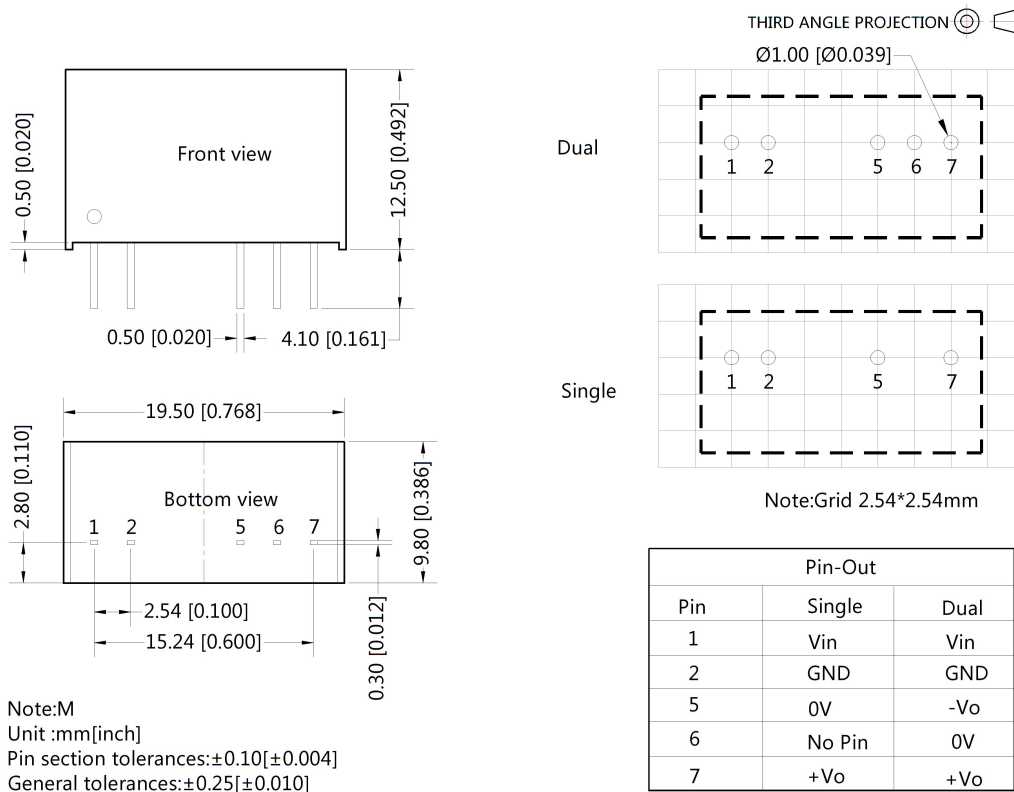 THIRD ANGLE PROJECTION
Ø1.00 [Ø0.039]
0.50 [0.020]
Front view
12.50 [0.492]
Dual
1 2 5 6 7
0.50 [0.020]
4.10 [0.161]
Single
1 2 5 7
19.50 [0.768]
2.80 [0.110]
Bottom view
1 2 5 6 7
9.80 [0.386]
2.54 [0.100]
15.24 [0.600]
0.30 [0.012]
Note:Grid 2.54*2.54mm
Pin-Out
Pin Single Dual
1 Vin Vin
2 GND GND
5 0V -Vo
6 No Pin 0V
7 +Vo +Vo
Note:M
Unit :mm[inch]
Pin section tolerances:±0.10[±0.004]
General tolerances:±0.25[±0.010]